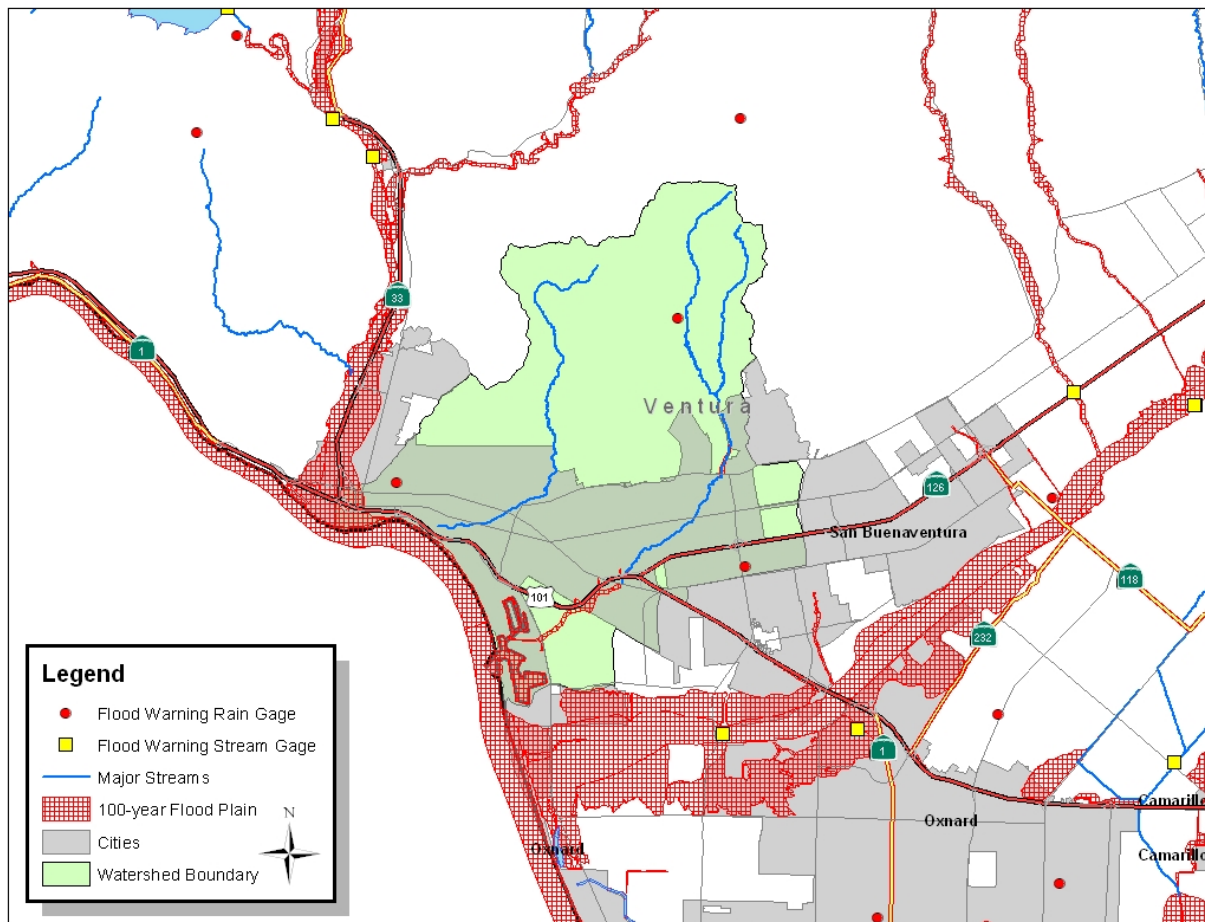 33
1
Ventura
126
San Buenaventura
118
101
232
1
Camarillo
Oxnard
Oxnard
Camarillo
Legend
Flood Warning Rain Gage
Flood Warning Stream Gage
Major Streams
100-year Flood Plain
Cities
Watershed Boundary
N